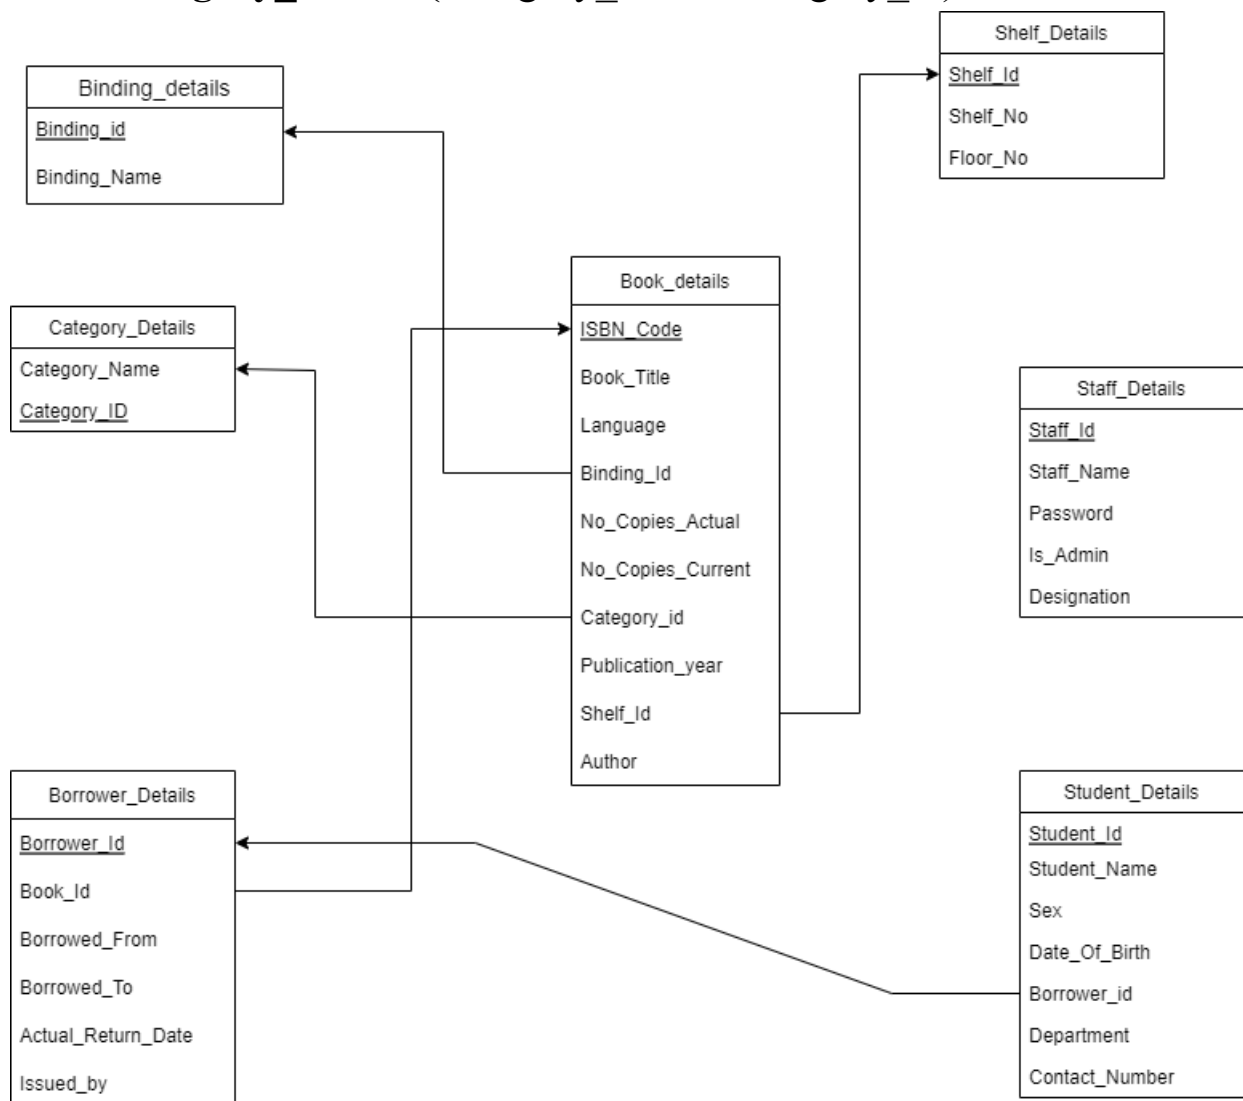 Shelf_Details
Shelf_Id
Shelf_No
Floor_No
Binding_details
Binding_id
Binding_Name
Book_details
ISBN_Code
Book_Title
Language
Binding_Id
No_Copies_Actual
No_Copies_Current
Category_id
Publication_year
Shelf_Id
Author
Category_Details
Category_Name
Category_ID
Staff_Details
Staff_Id
Staff_Name
Password
Is_Admin
Designation
Borrower_Details
Borrower_Id
Book_Id
Borrowed_From
Borrowed_To
Actual_Return_Date
Issued_by
Student_Details
Student_Id
Student_Name
Sex
Date_Of_Birth
Borrower_id
Department
Contact_Number